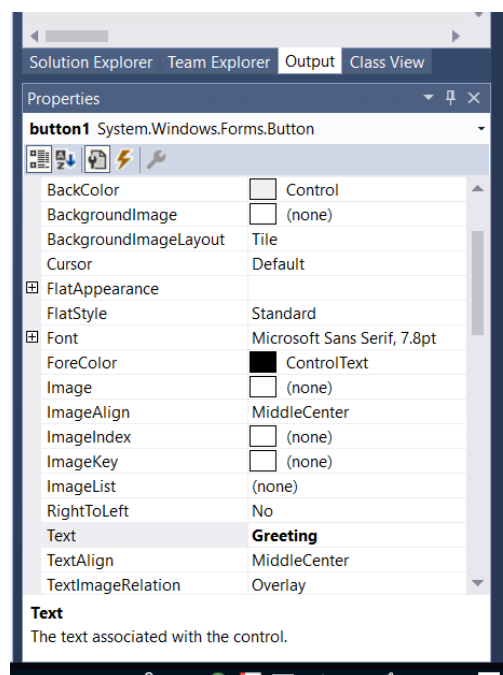 Solution Explorer Team Explorer Output Class View
Properties
button1 System.Windows.Forms.Button
BackColor Control
BackgroundImage (none)
BackgroundImageLayout Tile
Cursor Default
FlatAppearance
FlatStyle Standard
Font Microsoft Sans Serif, 7.8pt
ForeColor ControlText
Image (none)
ImageAlign MiddleCenter
ImageIndex (none)
ImageKey (none)
ImageList (none)
RightToLeft No
Text Greeting
TextAlign MiddleCenter
TextImageRelation Overlay
Text
The text associated with the control.